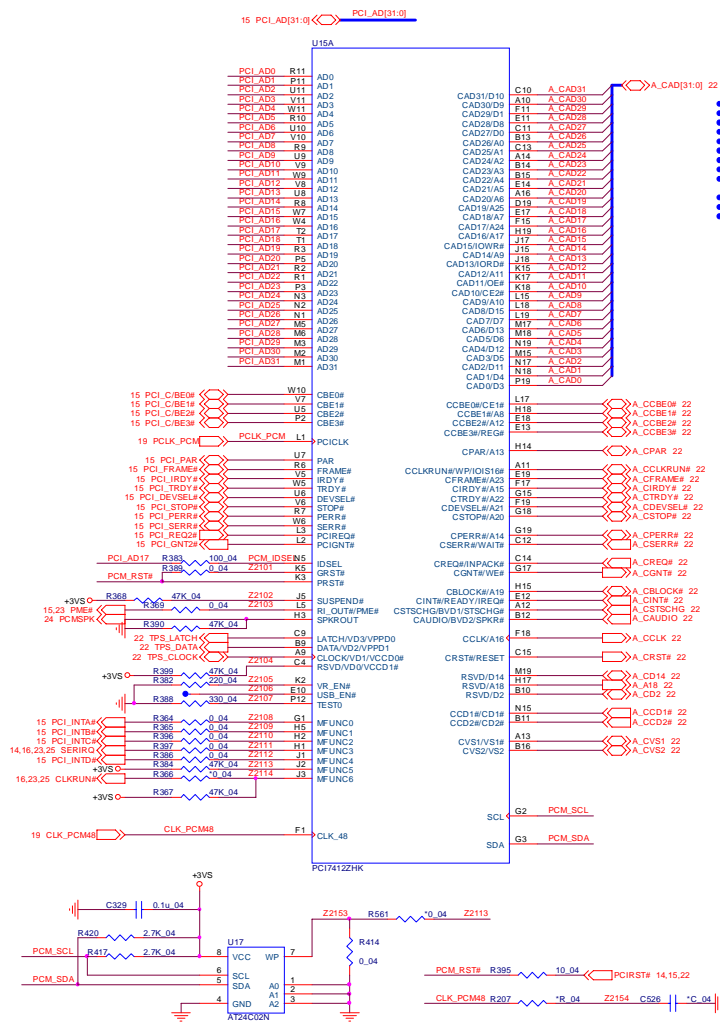 15 PCI_AD[31:0] PCI_AD[31:0]
U15A
PCI_AD0 R11 AD0
PCI_AD1 P11 AD1
PCI_AD2 U11 AD2
PCI_AD3 V11 AD3
PCI_AD4 W11 AD4
PCI_AD5 R10 AD5
PCI_AD6 U10 AD6
PCI_AD7 V10 AD7
PCI_AD8 R9 AD8
PCI_AD9 U9 AD9
PCI_AD10 V9 AD10
PCI_AD11 W9 AD11
PCI_AD12 V8 AD12
PCI_AD13 U8 AD13
PCI_AD14 R8 AD14
PCI_AD15 W7 AD15
PCI_AD16 W4 AD16
PCI_AD17 T2 AD17
PCI_AD18 T1 AD18
PCI_AD19 R3 AD19
PCI_AD20 P5 AD20
PCI_AD21 R2 AD21
PCI_AD22 R1 AD22
PCI_AD23 P3 AD23
PCI_AD24 N3 AD24
PCI_AD25 N2 AD25
PCI_AD26 N1 AD26
PCI_AD27 M5 AD27
PCI_AD28 M6 AD28
PCI_AD29 M3 AD29
PCI_AD30 M2 AD30
PCI_AD31 M1 AD31
15 PCI_C/BE0# W10 CBE0#
15 PCI_C/BE1# V7 CBE1#
15 PCI_C/BE2# U5 CBE2#
15 PCI_C/BE3# P2 CBE3#
19 PCLK_PCM PCLK_PCM L1 PCICLK
15 PCI_PAR U7 PAR
15 PCI_FRAME# R6 FRAME#
15 PCI_IRDY# V5 IRDY#
15 PCI_TRDY# W5 TRDY#
15 PCI_DEVSEL# U6 DEVSEL#
15 PCI_STOP# V6 STOP#
15 PCI_PERR# R7 PERR#
15 PCI_SERR# W6 SERR#
15 PCI_REQ2# L3 PCIREQ#
15 PCI_GNT2# L2 PCIGNT#
PCI_AD17 R383 100_04 PCM_IDSEL N5 IDSEL
R389 0_04 Z2101 K5 GRST#
PCM_RST# K3 PRST#
+3VS R368 47K_04 Z2102 J5 SUSPEND#
15,23 PME# R369 0_04 Z2103 L5 RI_OUT#/PME#
24 PCMSPK H3 SPKROUT
R390 47K_04
22 TPS_LATCH C9 LATCH/VD3/VPPD0
22 TPS_DATA B9 DATA/VD2/VPPD1
22 TPS_CLOCK A9 CLOCK/VD1/VCCD0#
Z2104 C4 RSVD/VD0/VCCD1#
+3VS R399 47K_04
R382 220_04 Z2105 K2 VR_EN#
Z2106 E10 USB_EN#
R388 330_04 Z2107 P12 TEST0
15 PCI_INTA# R364 0_04 Z2108 G1 MFUNC0
15 PCI_INTB# R365 0_04 Z2109 H5 MFUNC1
15 PCI_INTC# R396 0_04 Z2110 H2 MFUNC2
14,16,23,25 SERIRQ R397 0_04 Z2111 H1 MFUNC3
15 PCI_INTD# R386 0_04 Z2112 J1 MFUNC4
+3VS R384 47K_04 Z2113 J2 MFUNC5
16,23,25 CLKRUN# R366 *0_04 Z2114 J3 MFUNC6
+3VS R367 47K_04
19 CLK_PCM48 CLK_PCM48 F1 CLK_48
PCI7412ZHK
A_CAD[31:0] 22
CAD31/D10 C10 A_CAD31
CAD30/D9 A10 A_CAD30
CAD29/D1 F11 A_CAD29
CAD28/D8 E11 A_CAD28
CAD27/D0 C11 A_CAD27
CAD26/A0 B13 A_CAD26
CAD25/A1 C13 A_CAD25
CAD24/A2 A14 A_CAD24
CAD23/A3 B14 A_CAD23
CAD22/A4 B15 A_CAD22
CAD21/A5 E14 A_CAD21
CAD20/A6 A16 A_CAD20
CAD19/A25 D19 A_CAD19
CAD18/A7 E17 A_CAD18
CAD17/A24 F15 A_CAD17
CAD16/A17 H19 A_CAD16
CAD15/IOWR# J17 A_CAD15
CAD14/A9 J15 A_CAD14
CAD13/IORD# J18 A_CAD13
CAD12/A11 K15 A_CAD12
CAD11/OE# K17 A_CAD11
CAD10/CE2# K18 A_CAD10
CAD9/A10 L15 A_CAD9
CAD8/D15 L18 A_CAD8
CAD7/D7 L19 A_CAD7
CAD6/D13 M17 A_CAD6
CAD5/D6 M18 A_CAD5
CAD4/D12 N19 A_CAD4
CAD3/D5 M15 A_CAD3
CAD2/D11 N17 A_CAD2
CAD1/D4 N18 A_CAD1
CAD0/D3 P19 A_CAD0
CCBE0#/CE1# L17 A_CCBE0# 22
CCBE1#/A8 H18 A_CCBE1# 22
CCBE2#/A12 E18 A_CCBE2# 22
CCBE3#/REG# E13 A_CCBE3# 22
CPAR/A13 H14 A_CPAR 22
CCLKRUN#/WP/IOIS16# A11 A_CCLKRUN# 22
CFRAME#/A23 E19 A_CFRAME# 22
CIRDY#/A15 F17 A_CIRDY# 22
CTRDY#/A22 G15 A_CTRDY# 22
CDEVSEL#/A21 F19 A_CDEVSEL# 22
CSTOP#/A20 G18 A_CSTOP# 22
CPERR#/A14 G19 A_CPERR# 22
CSERR#/WAIT# C12 A_CSERR# 22
CREQ#/INPACK# C14 A_CREQ# 22
CGNT#/WE# G17 A_CGNT# 22
CBLOCK#/A19 H15 A_CBLOCK# 22
CINT#/READY/IREQ# E12 A_CINT# 22
CSTSCHG/BVD1/STSCHG# A12 A_CSTSCHG 22
CAUDIO/BVD2/SPKR# B12 A_CAUDIO 22
CCLK/A16 F18 A_CCLK 22
CRST#/RESET C15 A_CRST# 22
RSVD/D14 M19 A_CD14 22
RSVD/A18 H17 A_A18 22
RSVD/D2 B10 A_CD2 22
CCD1#/CD1# N15 A_CCD1# 22
CCD2#/CD2# B11 A_CCD2# 22
CVS1/VS1# A13 A_CVS1 22
CVS2/VS2# B16 A_CVS2 22
SCL G2 PCM_SCL
SDA G3 PCM_SDA
+3VS
C329 0.1u_04
R420 2.7K_04
PCM_SCL R417 2.7K_04
PCM_SDA
U17
8 VCC WP 7
6 SCL
5 SDA A0 1
A1 2
4 GND A2 3
AT24C02N
Z2153 R561 *0_04 Z2113
R414
0_04
PCM_RST# R395 10_04 PCIRST# 14,15,22
CLK_PCM48 R207 *R_04 Z2154 C526 *C_04